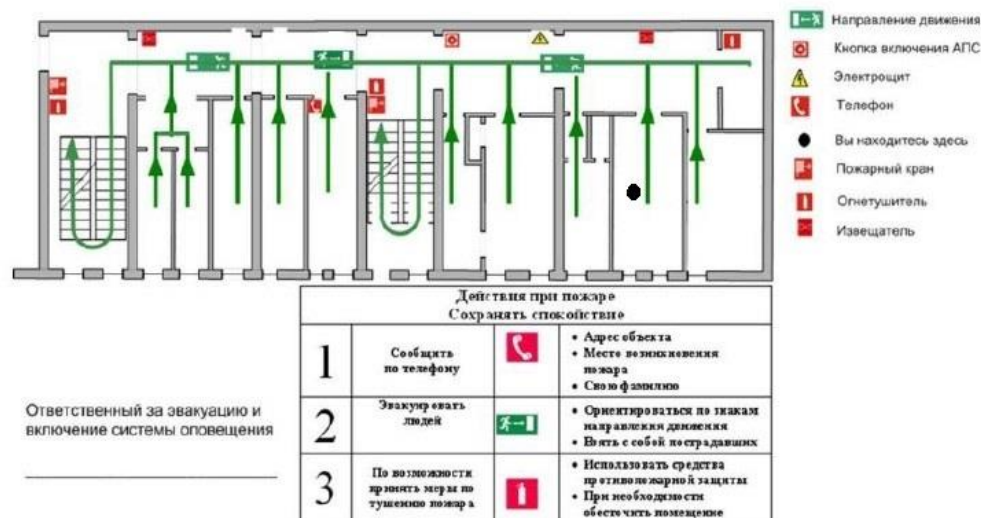 Направление движения
Кнопка включения АПС
Электрощит
Телефон
Вы находитесь здесь
Пожарный кран
Огнетушитель
Извещатель
Действия при пожаре
Сохранять спокойствие
1
Сообщить
по телефону
• Адрес объекта
• Место возникновения
пожара
• Свою фамилию
2
Эвакуировать
людей
• Ориентироваться по знакам
направления движения
• Взять с собой пострадавших
3
По возможности
принять меры по
тушению пожара
• Использовать средства
противопожарной защиты
• При необходимости
обесточить помещение
Ответственный за эвакуацию и
включение системы оповещения